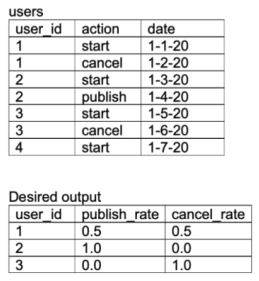 users
user_id action date
1 start 1-1-20
1 cancel 1-2-20
2 start 1-3-20
2 publish 1-4-20
3 start 1-5-20
3 cancel 1-6-20
4 start 1-7-20
Desired output
user_id publish_rate cancel_rate
1 0.5 0.5
2 1.0 0.0
3 0.0 1.0